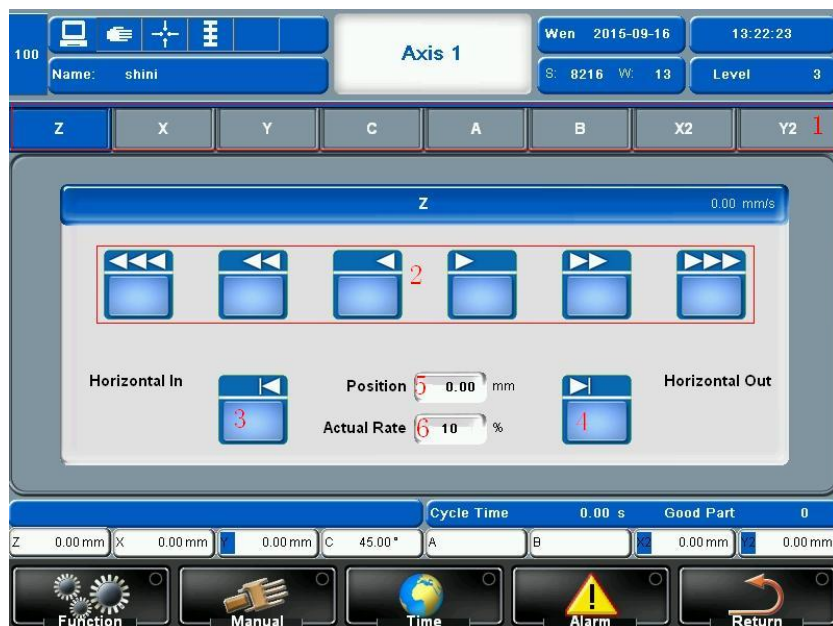 100
Name: shini
Axis 1
Wen 2015-09-16
13:22:23
S: 8216 W: 13
Level 3
Z X Y C A B X2 Y2 1
Z 0.00 mm/s
2
Horizontal In
3
Position 5 0.00 mm
Actual Rate 6 10 %
4
Horizontal Out
Cycle Time 0.00 s Good Part 0
Z 0.00 mm X 0.00 mm Y 0.00 mm C 45.00 ° A B X2 0.00 mm Y2 0.00 mm
Function Manual Time Alarm Return